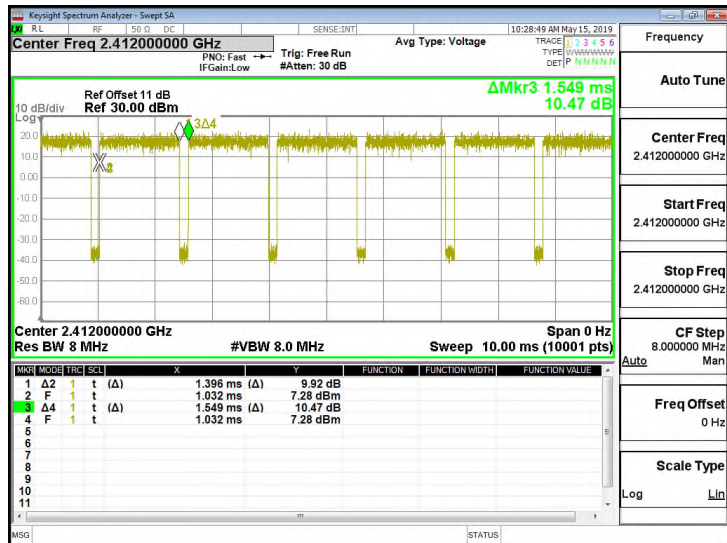 Keysight Spectrum Analyzer - Swept SA
LXI RL RF 50 Ω DC SENSE:INT 10:28:49 AM May 15, 2019
Center Freq 2.412000000 GHz
PNO: Fast
IFGain:Low
Trig: Free Run
#Atten: 30 dB
Avg Type: Voltage
TRACE 1 2 3 4 5 6
TYPE WWWWWW
DET P N N N N N
Ref Offset 11 dB
10 dB/div Ref 30.00 dBm
Log
ΔMkr3 1.549 ms
10.47 dB
3Δ4
20.0
10.0
0.00
-10.0
-20.0
-30.0
-40.0
-50.0
-60.0
Center 2.412000000 GHz Span 0 Hz
Res BW 8 MHz #VBW 8.0 MHz Sweep 10.00 ms (10001 pts)
MKR MODE TRC SCL X Y FUNCTION FUNCTION WIDTH FUNCTION VALUE
1 Δ2 1 t (Δ) 1.396 ms (Δ) 9.92 dB
2 F 1 t 1.032 ms 7.28 dBm
3 Δ4 1 t (Δ) 1.549 ms (Δ) 10.47 dB
4 F 1 t 1.032 ms 7.28 dBm
5
6
7
8
9
10
11
MSG STATUS
Frequency
Auto Tune
Center Freq
2.412000000 GHz
Start Freq
2.412000000 GHz
Stop Freq
2.412000000 GHz
CF Step
8.000000 MHz
Auto Man
Freq Offset
0 Hz
Scale Type
Log Lin